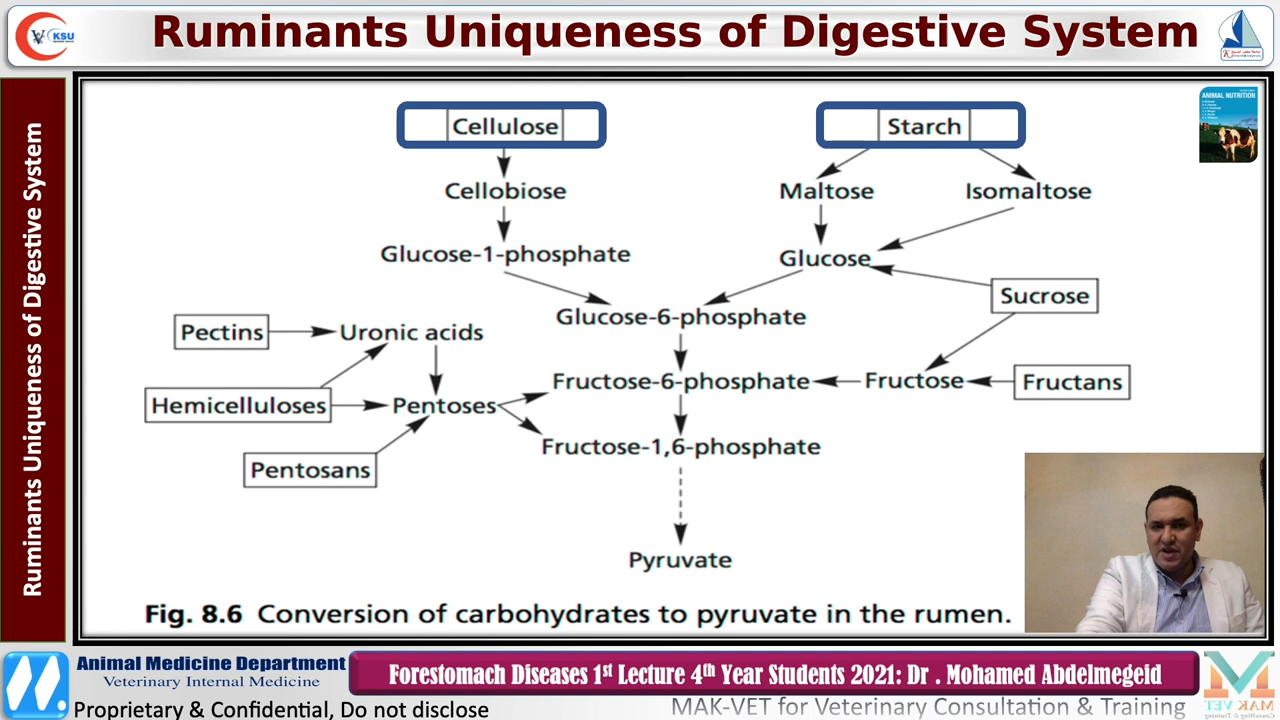 KSU
Ruminants Uniqueness of Digestive System
Ruminants Uniqueness of Digestive System
ANIMAL NUTRITION
Cellulose
Starch
Cellobiose
Maltose
Isomaltose
Glucose-1-phosphate
Glucose
Sucrose
Glucose-6-phosphate
Pectins
Uronic acids
Fructose-6-phosphate
Fructose
Fructans
Hemicelluloses
Pentoses
Fructose-1,6-phosphate
Pentosans
Pyruvate
Fig. 8.6 Conversion of carbohydrates to pyruvate in the rumen.
Animal Medicine Department
Veterinary Internal Medicine
Forestomach Diseases 1st Lecture 4th Year Students 2021: Dr . Mohamed Abdelmegeid
Proprietary & Confidential, Do not disclose
MAK-VET for Veterinary Consultation & Training
MAK VET